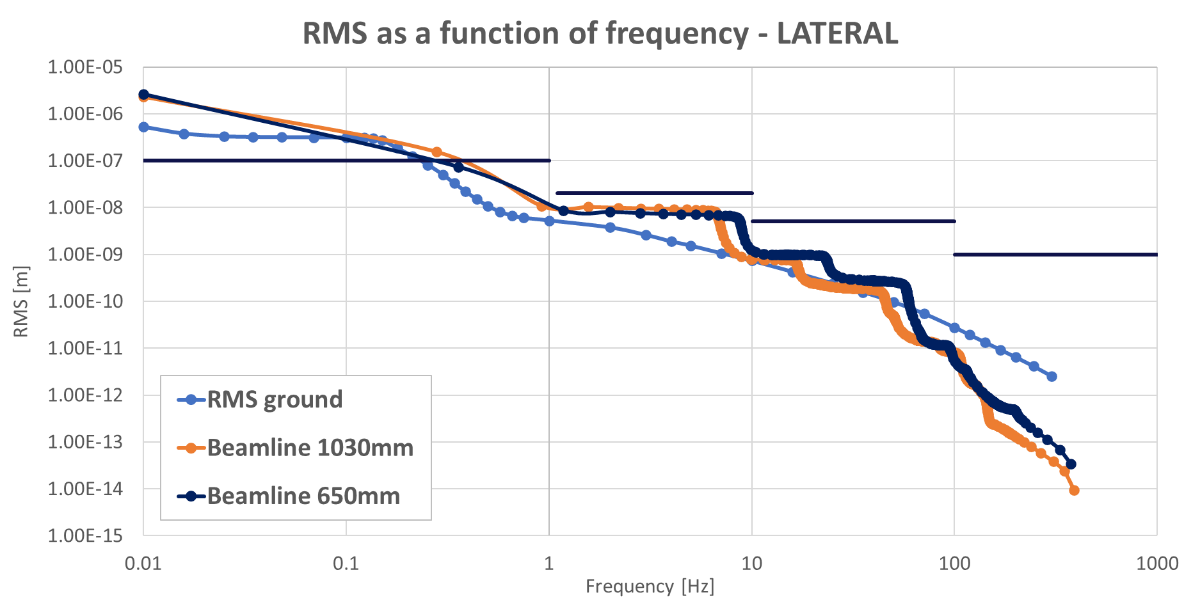 RMS as a function of frequency - LATERAL
1.00E-05
1.00E-06
1.00E-07
1.00E-08
1.00E-09
1.00E-10
1.00E-11
1.00E-12
1.00E-13
1.00E-14
1.00E-15
RMS [m]
RMS ground
Beamline 1030mm
Beamline 650mm
0.01 0.1 1 10 100 1000
Frequency [Hz]